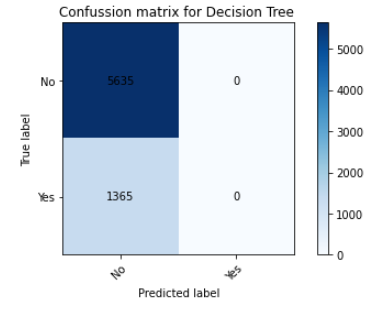 Confussion matrix for Decision Tree
No
5635
0
Yes
1365
0
True label
No
Yes
Predicted label
5000
4000
3000
2000
1000
0